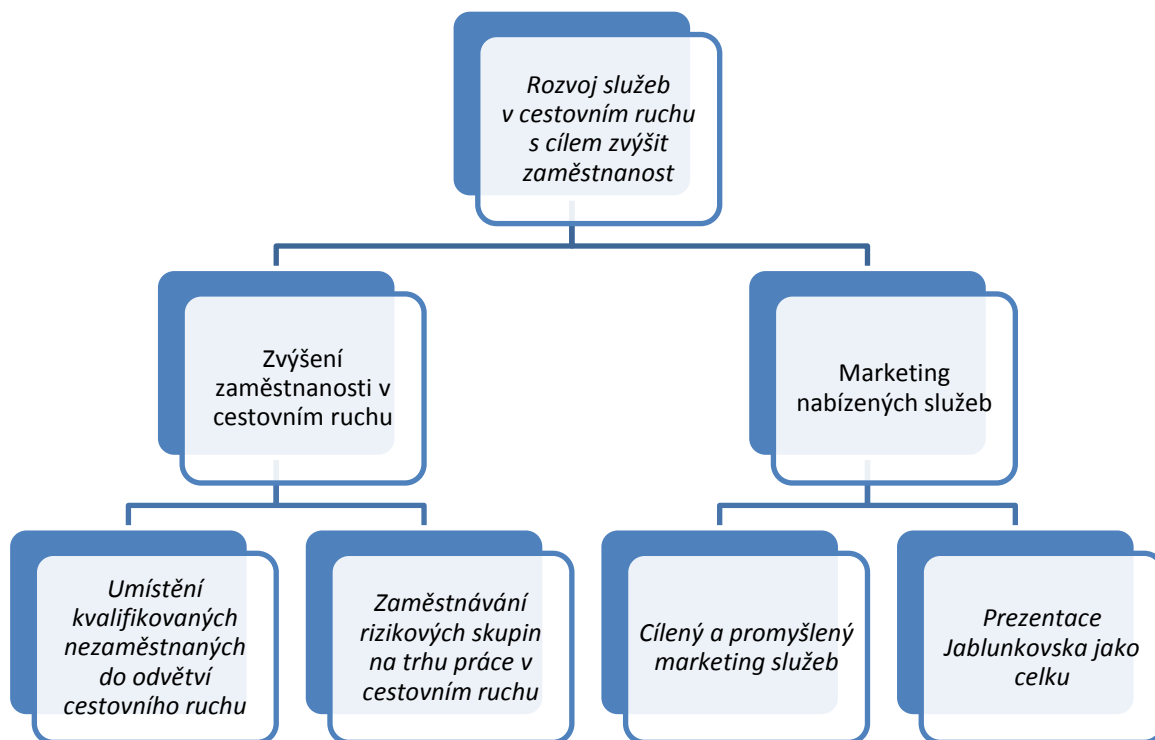 Rozvoj služeb
v cestovním ruchu
s cílem zvýšit
zaměstnanost
Zvýšení
zaměstnanosti v
cestovním ruchu
Marketing
nabízených služeb
Umístění
kvalifikovaných
nezaměstnaných
do odvětví
cestovního ruchu
Zaměstnávání
rizikových skupin
na trhu práce v
cestovním ruchu
Cílený a promyšlený
marketing služeb
Prezentace
Jablunkovska jako
celku